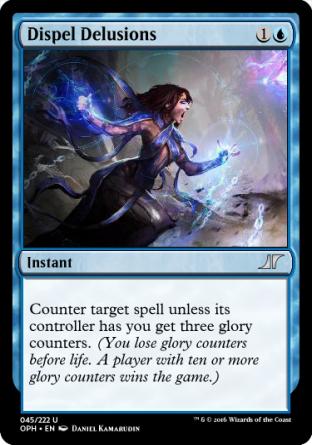 Dispel Delusions 1
Instant
Counter target spell unless its
controller has you get three glory
counters. (You lose glory counters
before life. A player with ten or more
glory counters wins the game.)
045/222 U
OPH • EN Daniel Kamarudin
™ & © 2016 Wizards of the Coast